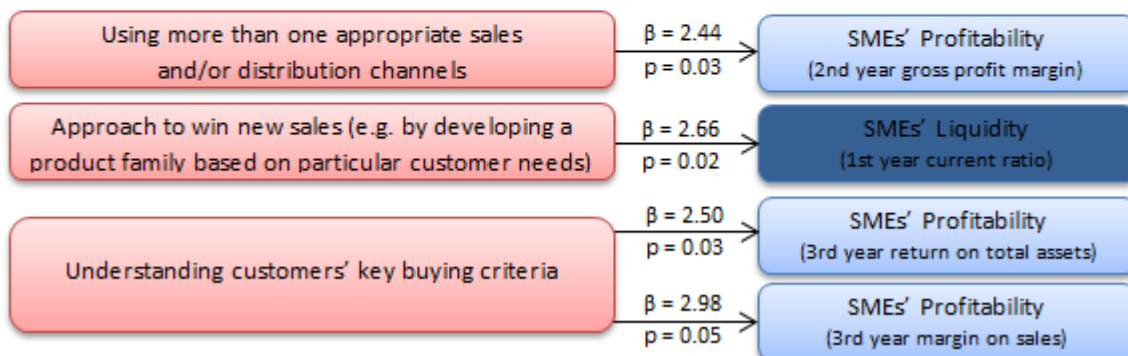 Using more than one appropriate sales
and/or distribution channels
β = 2.44
p = 0.03
SMEs’ Profitability
(2nd year gross profit margin)
Approach to win new sales (e.g. by developing a
product family based on particular customer needs)
β = 2.66
p = 0.02
SMEs’ Liquidity
(1st year current ratio)
Understanding customers’ key buying criteria
β = 2.50
p = 0.03
SMEs’ Profitability
(3rd year return on total assets)
β = 2.98
p = 0.05
SMEs’ Profitability
(3rd year margin on sales)